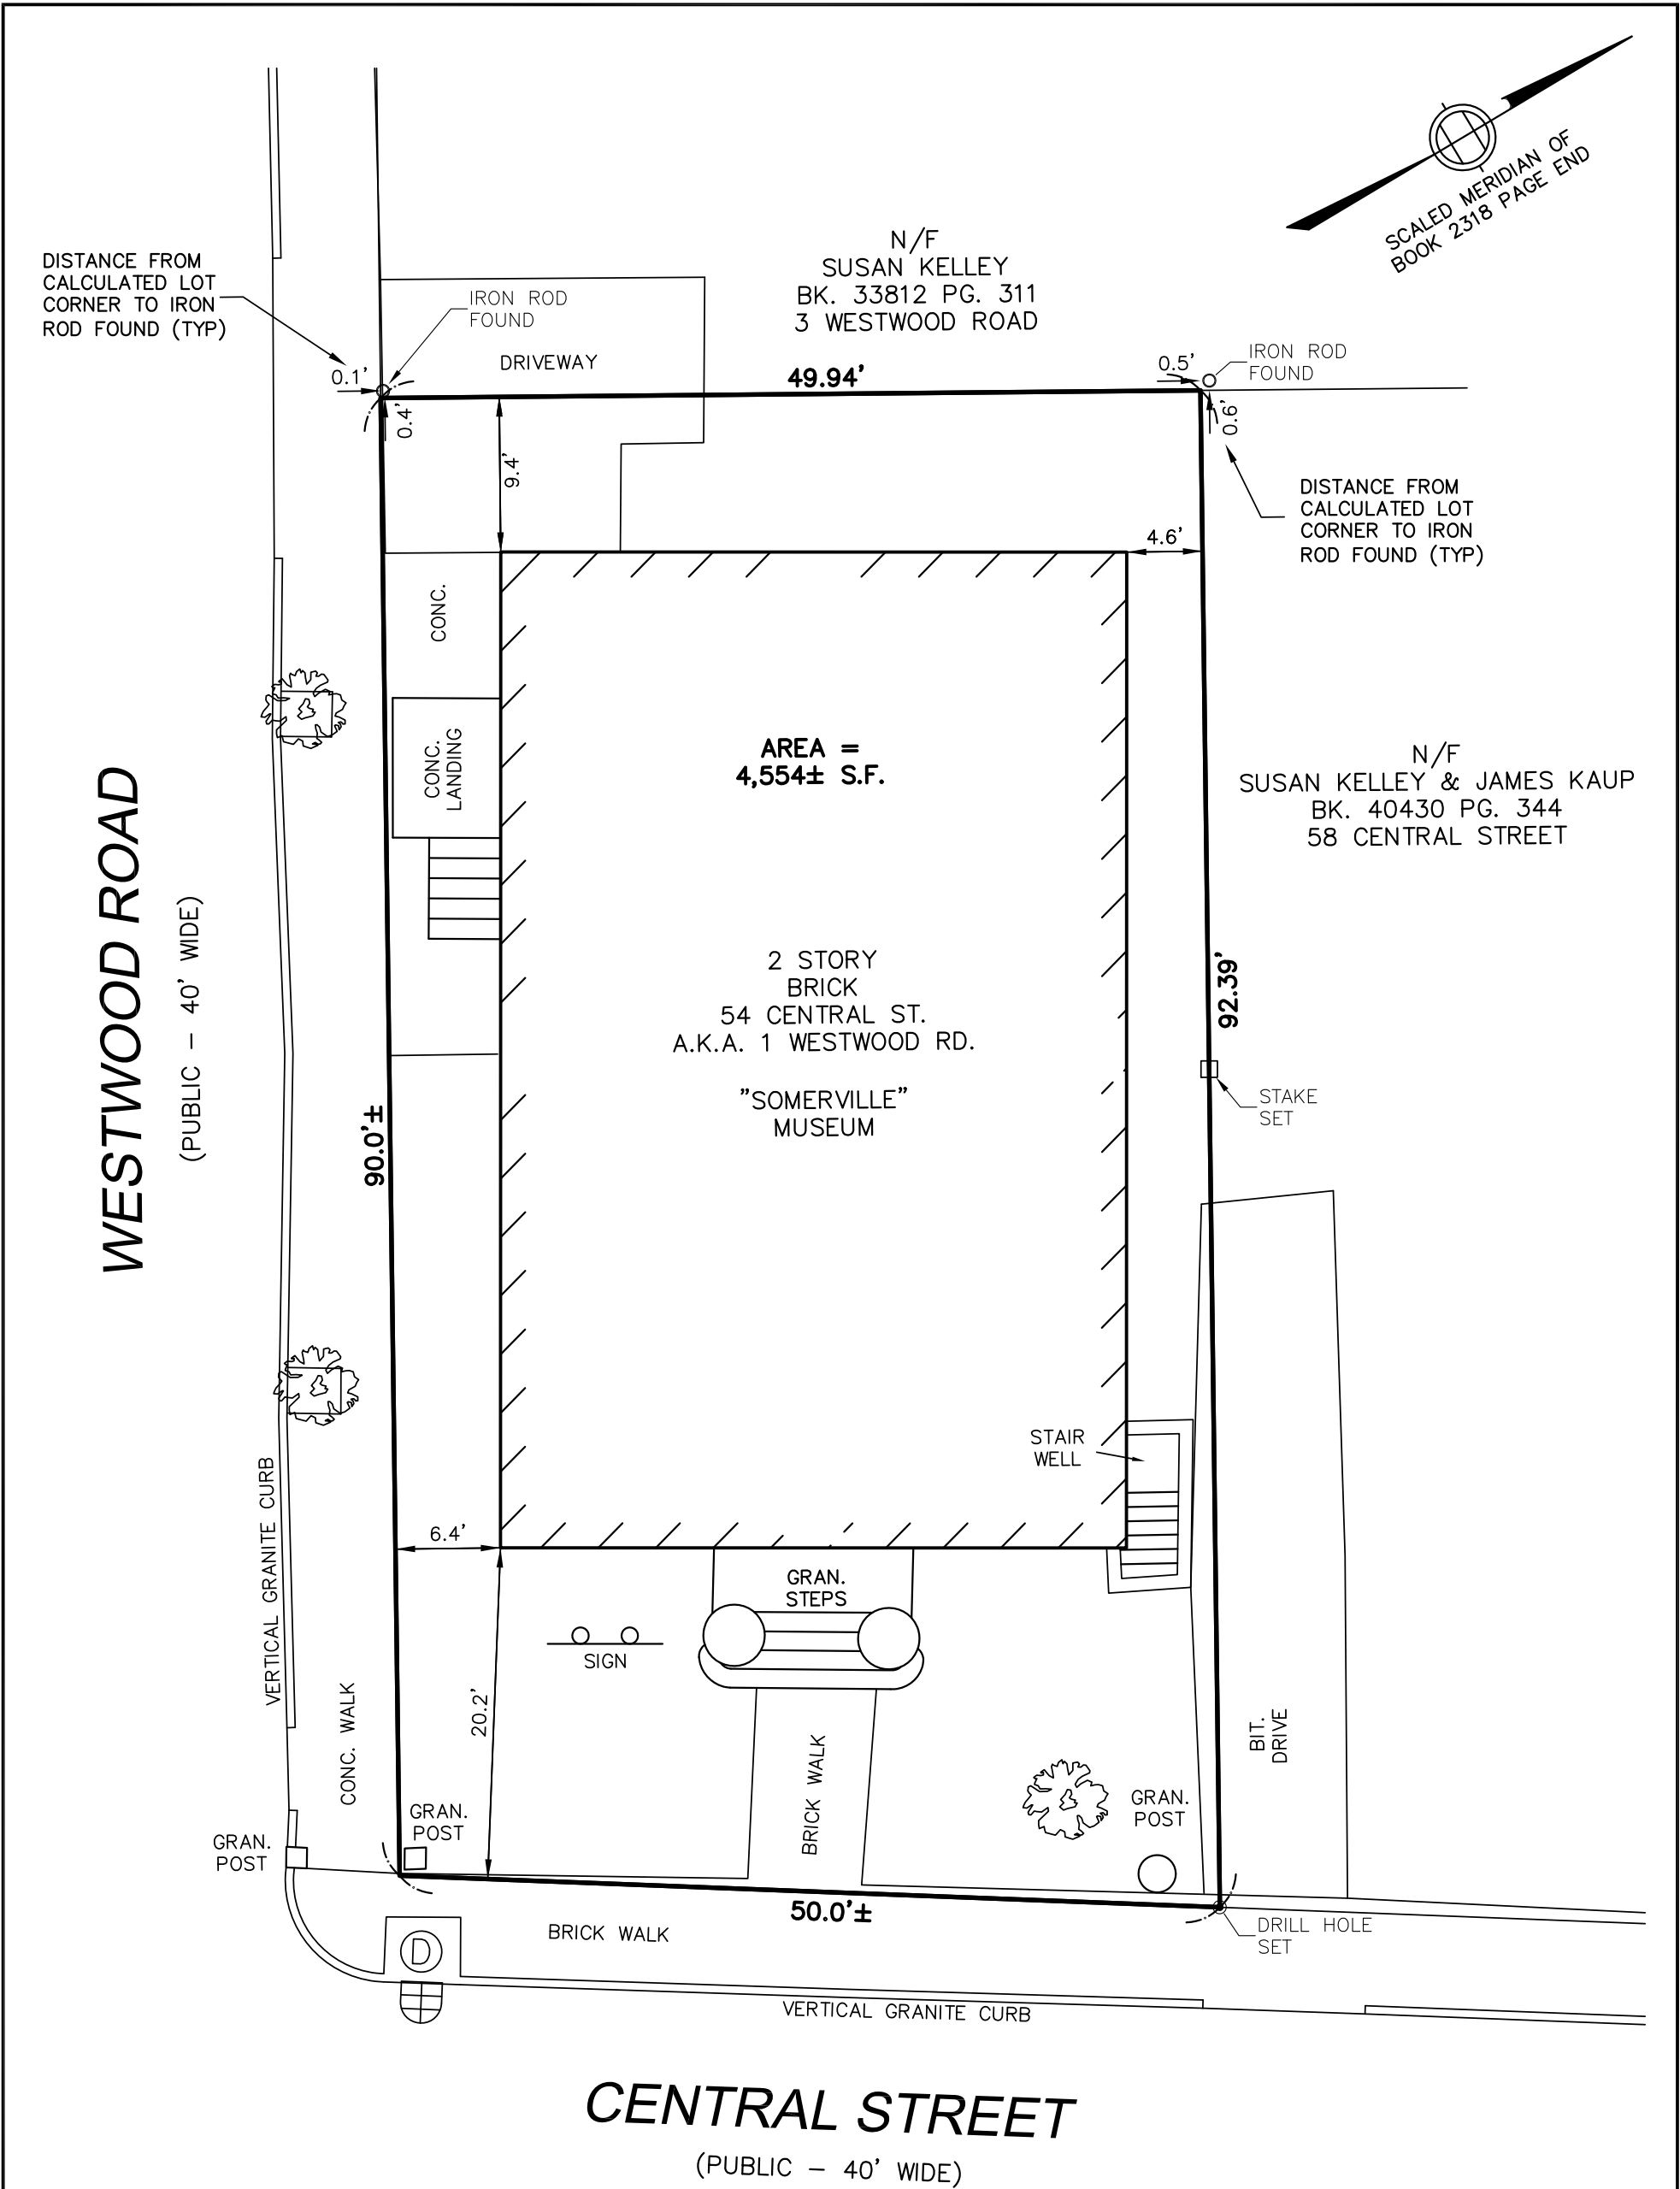 SCALED MERIDIAN OF
BOOK 2318 PAGE END
N/F
SUSAN KELLEY
BK. 33812 PG. 311
3 WESTWOOD ROAD
DISTANCE FROM
CALCULATED LOT
CORNER TO IRON
ROD FOUND (TYP)
IRON ROD
FOUND
DRIVEWAY
0.1'
0.4'
49.94'
0.5'
IRON ROD
FOUND
0.6'
9.4'
DISTANCE FROM
CALCULATED LOT
CORNER TO IRON
ROD FOUND (TYP)
4.6'
CONC.
CONC.
LANDING
AREA =
4,554± S.F.
N/F
SUSAN KELLEY & JAMES KAUP
BK. 40430 PG. 344
58 CENTRAL STREET
WESTWOOD ROAD
(PUBLIC – 40' WIDE)
2 STORY
BRICK
54 CENTRAL ST.
A.K.A. 1 WESTWOOD RD.
"SOMERVILLE"
MUSEUM
92.39'
90.0'±
STAKE
SET
STAIR
WELL
VERTICAL GRANITE CURB
6.4'
GRAN.
STEPS
SIGN
20.2'
CONC. WALK
BRICK WALK
BIT.
DRIVE
GRAN.
POST
GRAN.
POST
GRAN.
POST
50.0'±
BRICK WALK
DRILL HOLE
SET
D
VERTICAL GRANITE CURB
CENTRAL STREET
(PUBLIC – 40' WIDE)